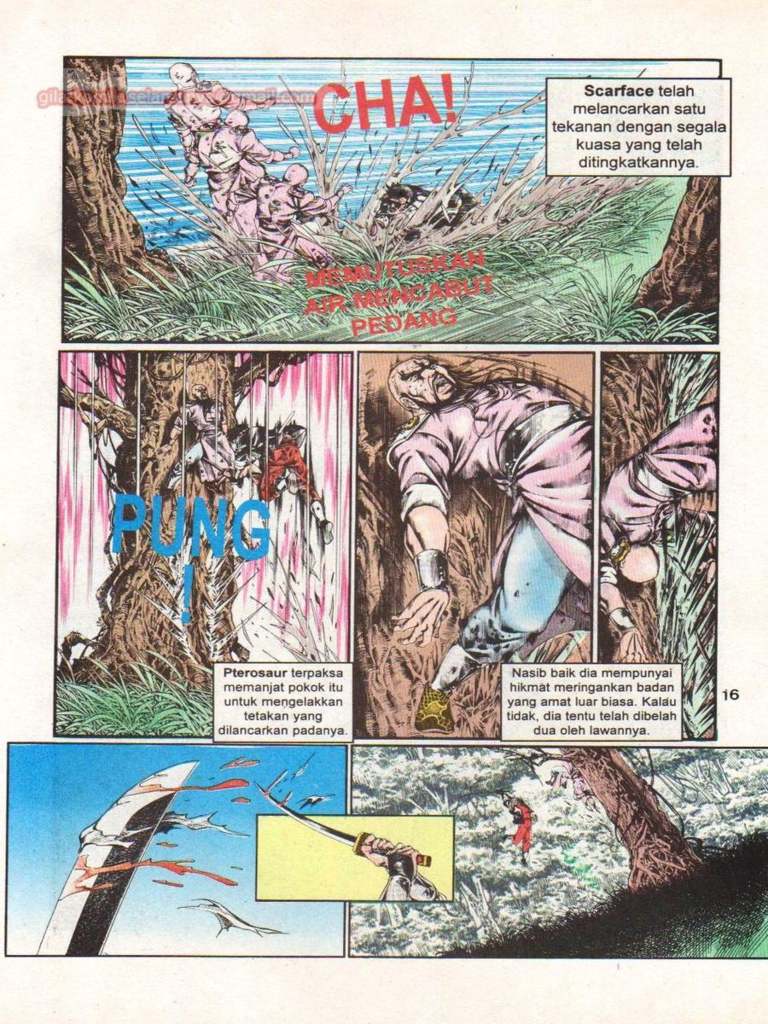 CHA!
Scarface telah
melancarkan satu
tekanan dengan segala
kuasa yang telah
ditingkatkannya.
MEMUTUSKAN
AIR MENCABUT
PEDANG
PUNG
!
Pterosaur terpaksa
memanjat pokok itu
untuk mengelakkan
tetakan yang
dilancarkan padanya.
Nasib baik dia mempunyai
hikmat meringankan badan
yang amat luar biasa. Kalau
tidak, dia tentu telah dibelah
dua oleh lawannya.
16